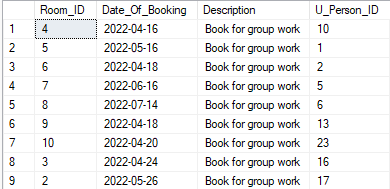 Room_ID Date_Of_Booking Description U_Person_ID
1 4 2022-04-16 Book for group work 10
2 5 2022-05-16 Book for group work 1
3 6 2022-04-18 Book for group work 2
4 7 2022-06-16 Book for group work 5
5 8 2022-07-14 Book for group work 6
6 9 2022-04-18 Book for group work 13
7 10 2022-04-20 Book for group work 23
8 3 2022-04-24 Book for group work 16
9 2 2022-05-26 Book for group work 17